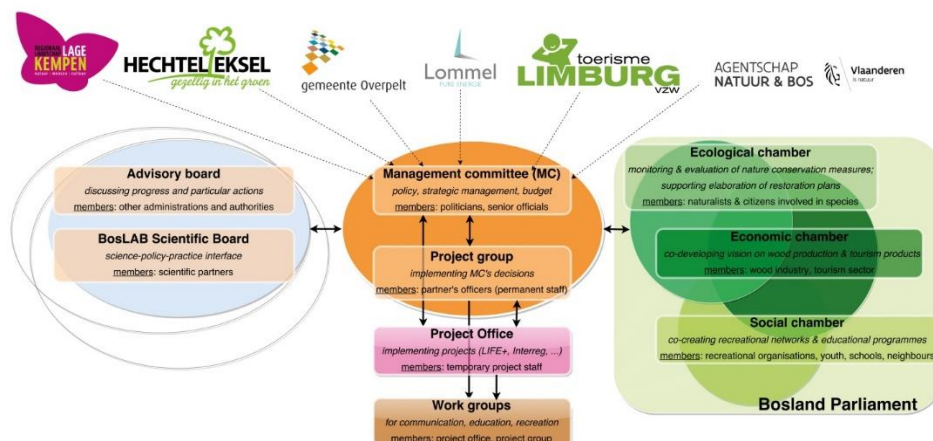 REGIONAAL
LANDSCHAP
LAGE
KEMPEN
natuur • mensen • cultuur
HECHTEL-EKSEL
gezellig in het groen
gemeente Overpelt
Lommel
PURE ENERGIE
toerisme
LIMBURG
vzw
AGENTSCHAP
NATUUR & BOS
Vlaanderen
is natuur
Advisory board
discussing progress and particular actions
members: other administrations and authorities
BosLAB Scientific Board
science-policy-practice interface
members: scientific partners
Management committee (MC)
policy, strategic management, budget
members: politicians, senior officials
Project group
implementing MC's decisions
members: partner's officers (permanent staff)
Project Office
implementing projects (LIFE+, Interreg, ...)
members: temporary project staff
Work groups
for communication, education, recreation
members: project office, project group
Ecological chamber
monitoring & evaluation of nature conservation measures;
supporting elaboration of restoration plans
members: naturalists & citizens involved in species
Economic chamber
co-developing vision on wood production & tourism products
members: wood industry, tourism sector
Social chamber
co-creating recreational networks & educational programmes
members: recreational organisations, youth, schools, neighbours
Bosland Parliament